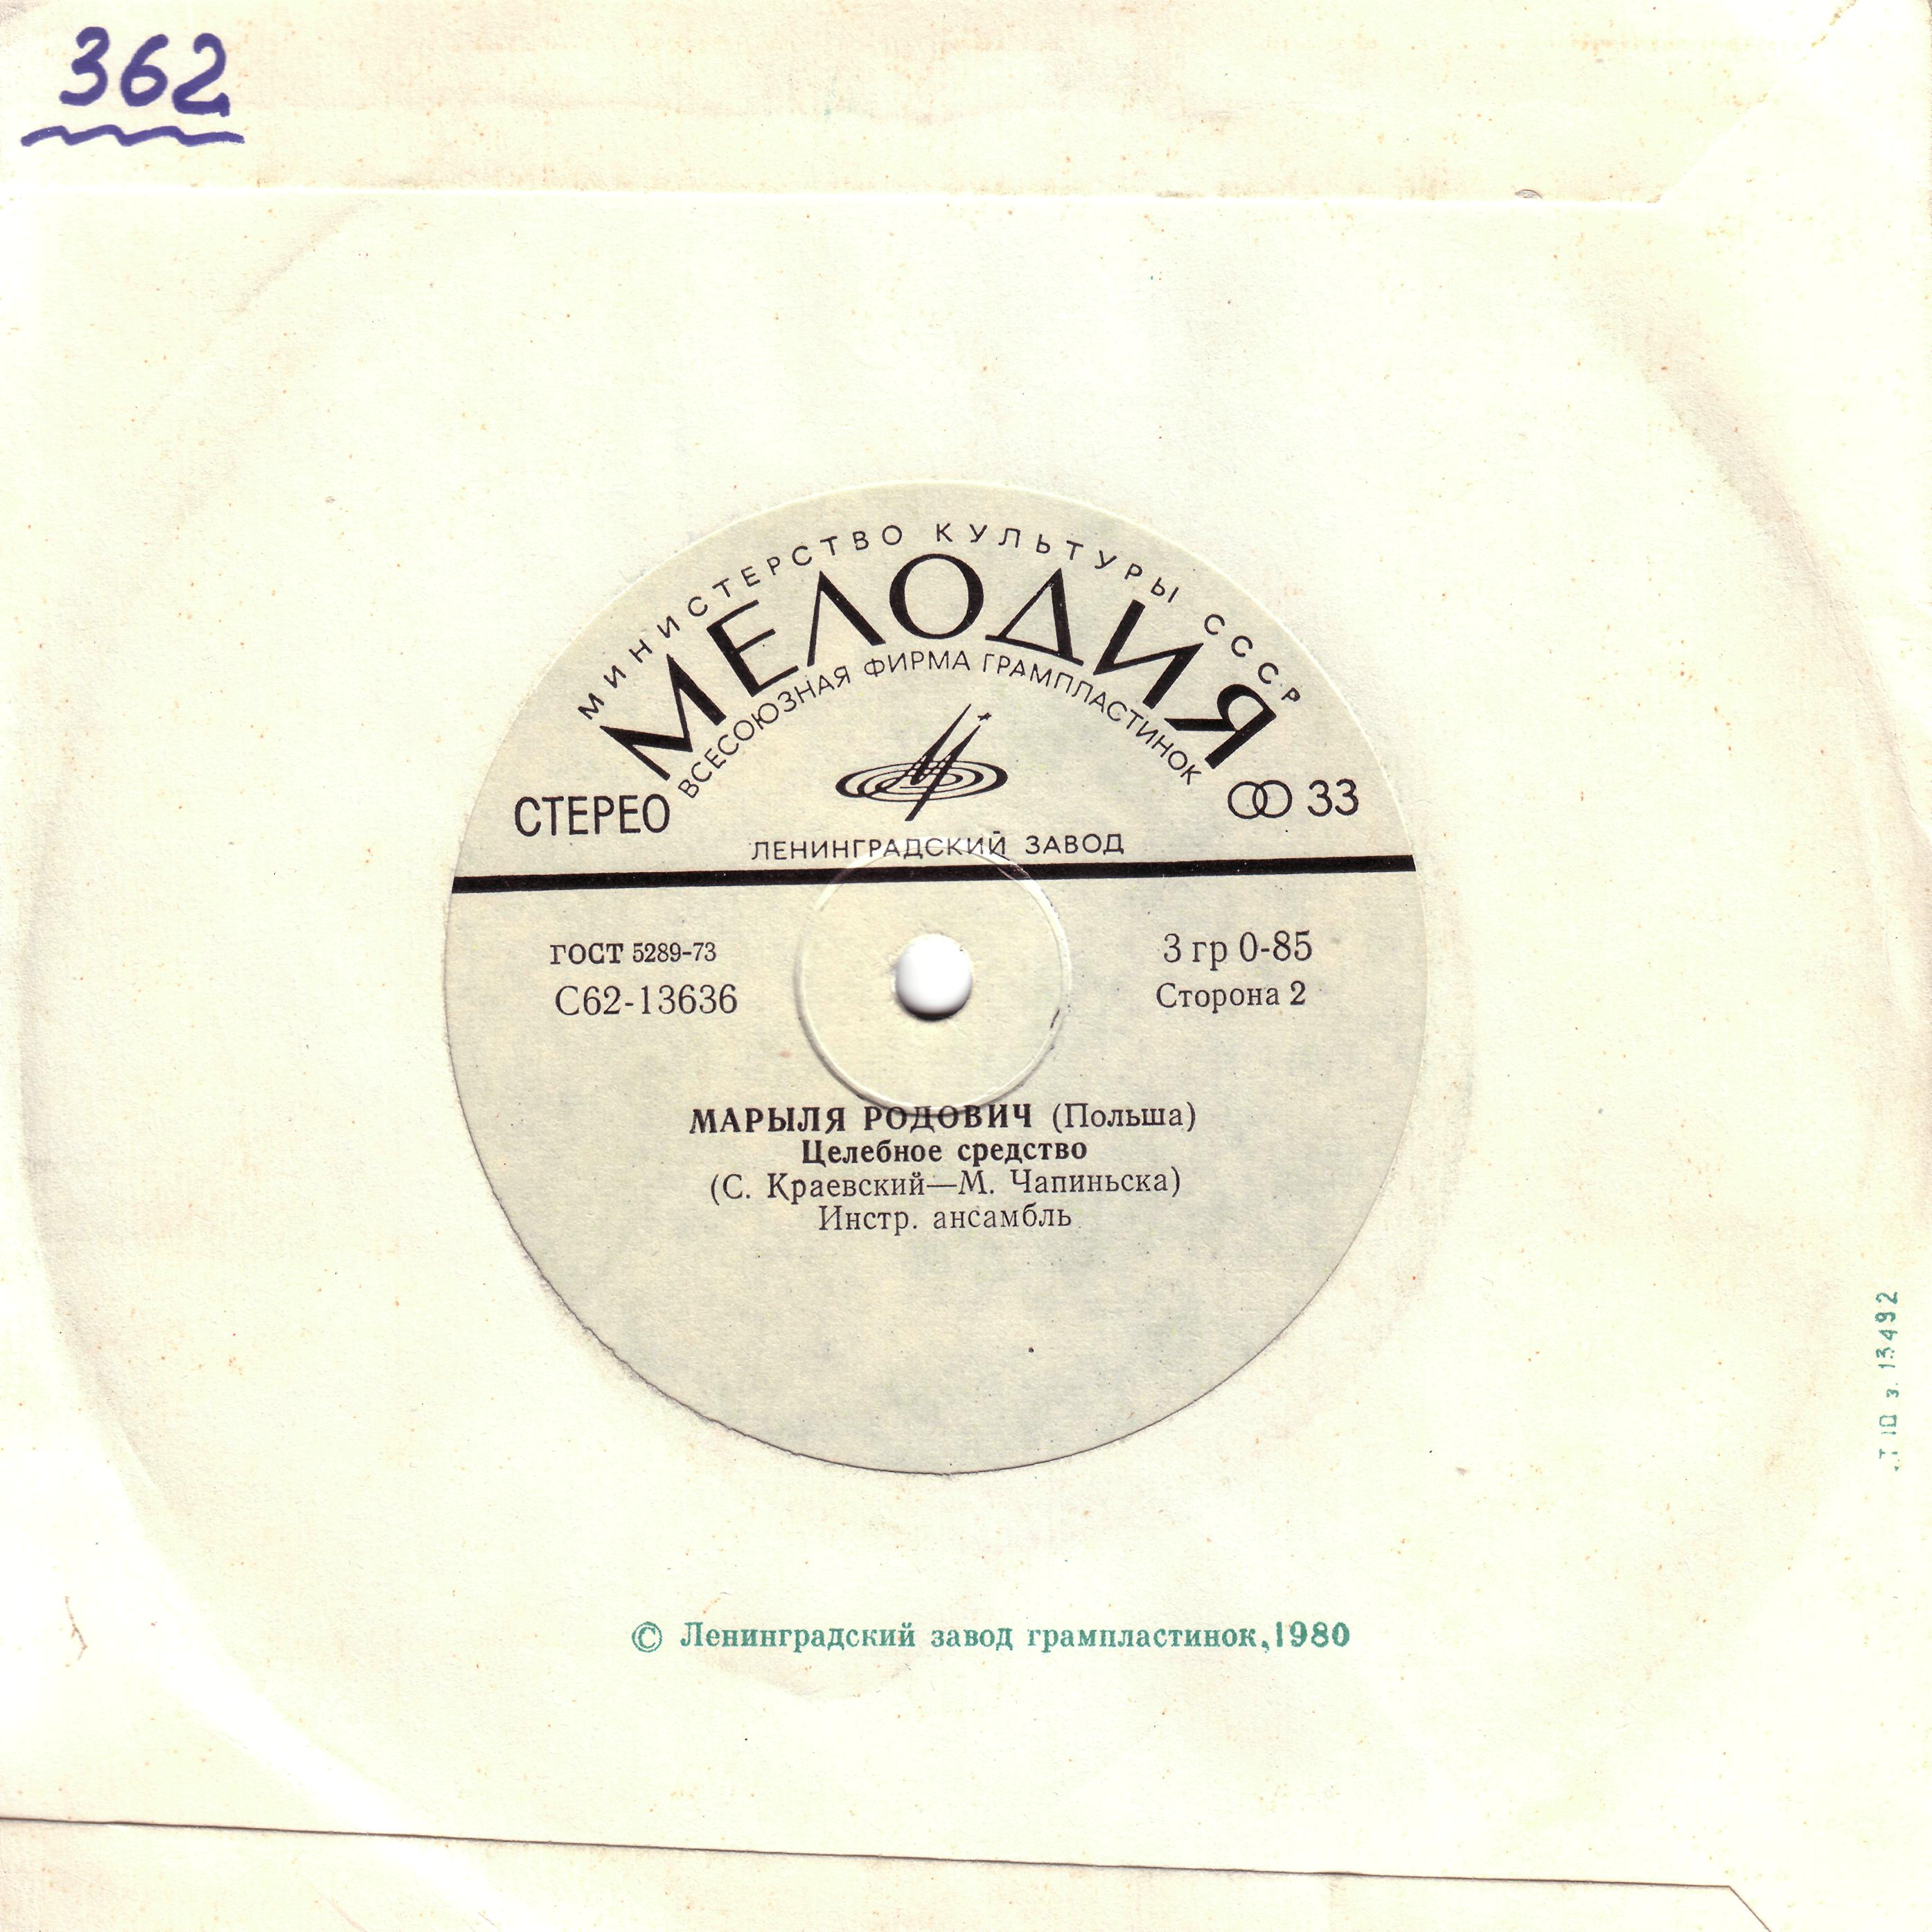 362
МИНИСТЕРСТВО КУЛЬТУРЫ СССР
МЕЛОДИЯ
ВСЕСОЮЗНАЯ ФИРМА ГРАМПЛАСТИНОК
СТЕРЕО
33
ЛЕНИНГРАДСКИЙ ЗАВОД
ГОСТ 5289-73
3 гр 0-85
С62-13636
Сторона 2
МАРЫЛЯ РОДОВИЧ (Польша)
Целебное средство
(С. Краевский—М. Чапиньска)
Инстр. ансамбль
© Ленинградский завод грампластинок, 1980
з. 13492